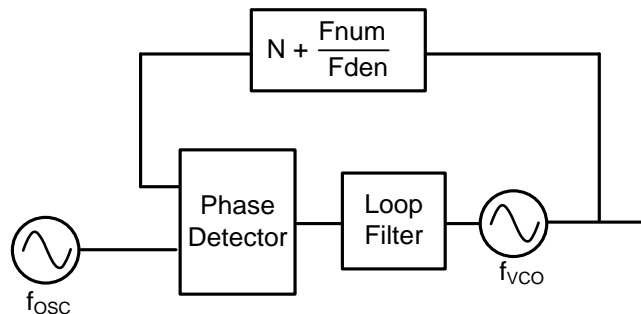 N + Fnum
Fden
Phase
Detector
Loop
Filter
fOSC
fVCO